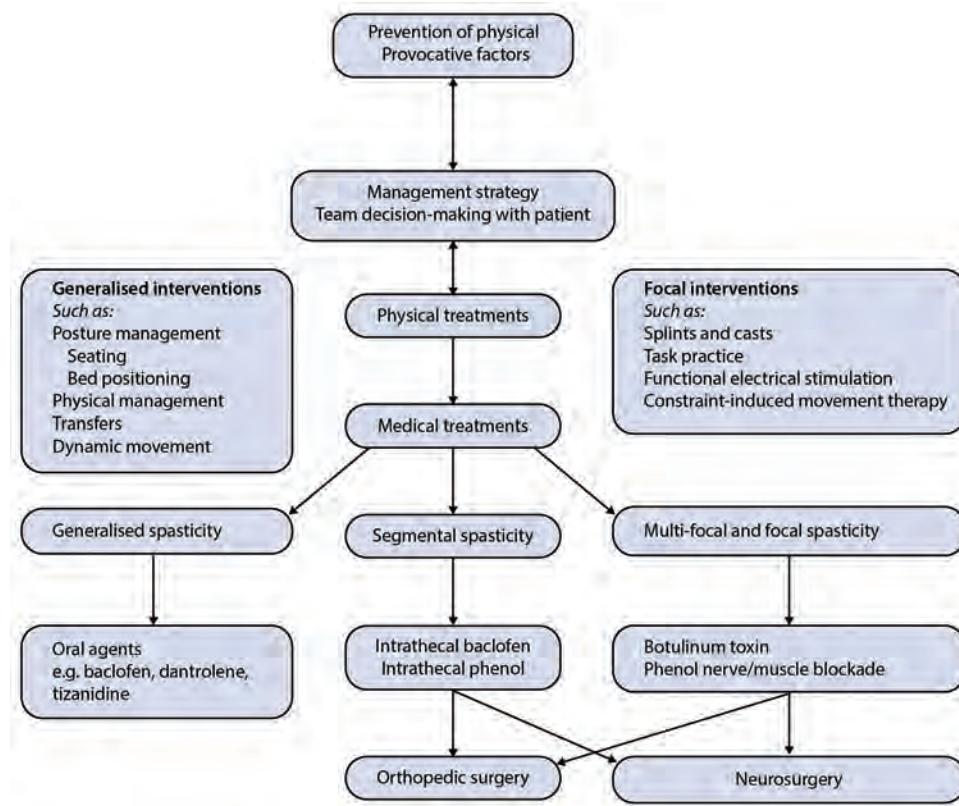 Prevention of physical
Provocative factors
Management strategy
Team decision-making with patient
Generalised interventions
Such as:
Posture management
Seating
Bed positioning
Physical management
Transfers
Dynamic movement
Physical treatments
Medical treatments
Focal interventions
Such as:
Splints and casts
Task practice
Functional electrical stimulation
Constraint-induced movement therapy
Generalised spasticity
Segmental spasticity
Multi-focal and focal spasticity
Oral agents
e.g. baclofen, dantrolene,
tizanidine
Intrathecal baclofen
Intrathecal phenol
Botulinum toxin
Phenol nerve/muscle blockade
Orthopedic surgery
Neurosurgery